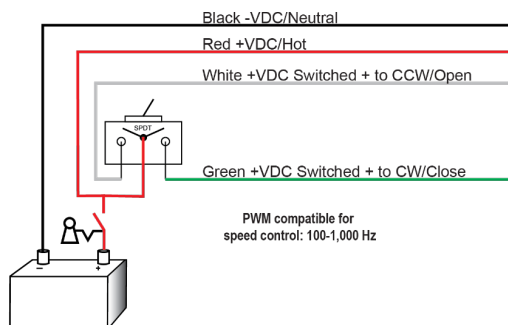 Black -VDC/Neutral
Red +VDC/Hot
White +VDC Switched + to CCW/Open
SPDT
Green +VDC Switched + to CW/Close
PWM compatible for
speed control: 100-1,000 Hz
– +